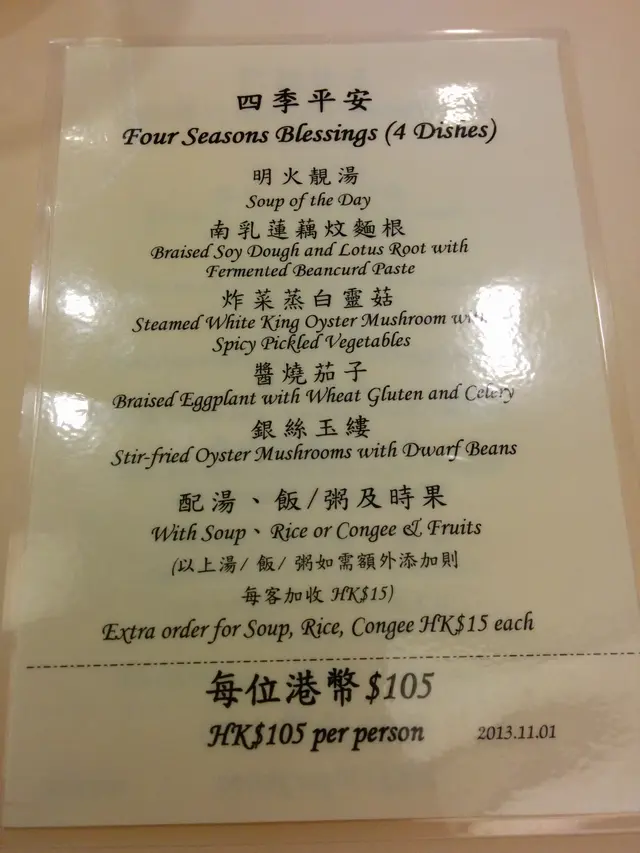 四季平安
Four Seasons Blessings (4 Dishes)
明火靚湯
Soup of the Day
南乳蓮藕炆麵根
Braised Soy Dough and Lotus Root with
Fermented Beancurd Paste
炸菜蒸白靈菇
Steamed White King Oyster Mushroom with
Spicy Pickled Vegetables
醬燒茄子
Braised Eggplant with Wheat Gluten and Celery
銀絲玉縷
Stir-fried Oyster Mushrooms with Dwarf Beans
配湯、飯/粥及時果
With Soup、Rice or Congee & Fruits
(以上湯/ 飯/ 粥如需額外添加則
每客加收 HK$15)
Extra order for Soup, Rice, Congee HK$15 each
每位港幣$105
HK$105 per person 2013.11.01